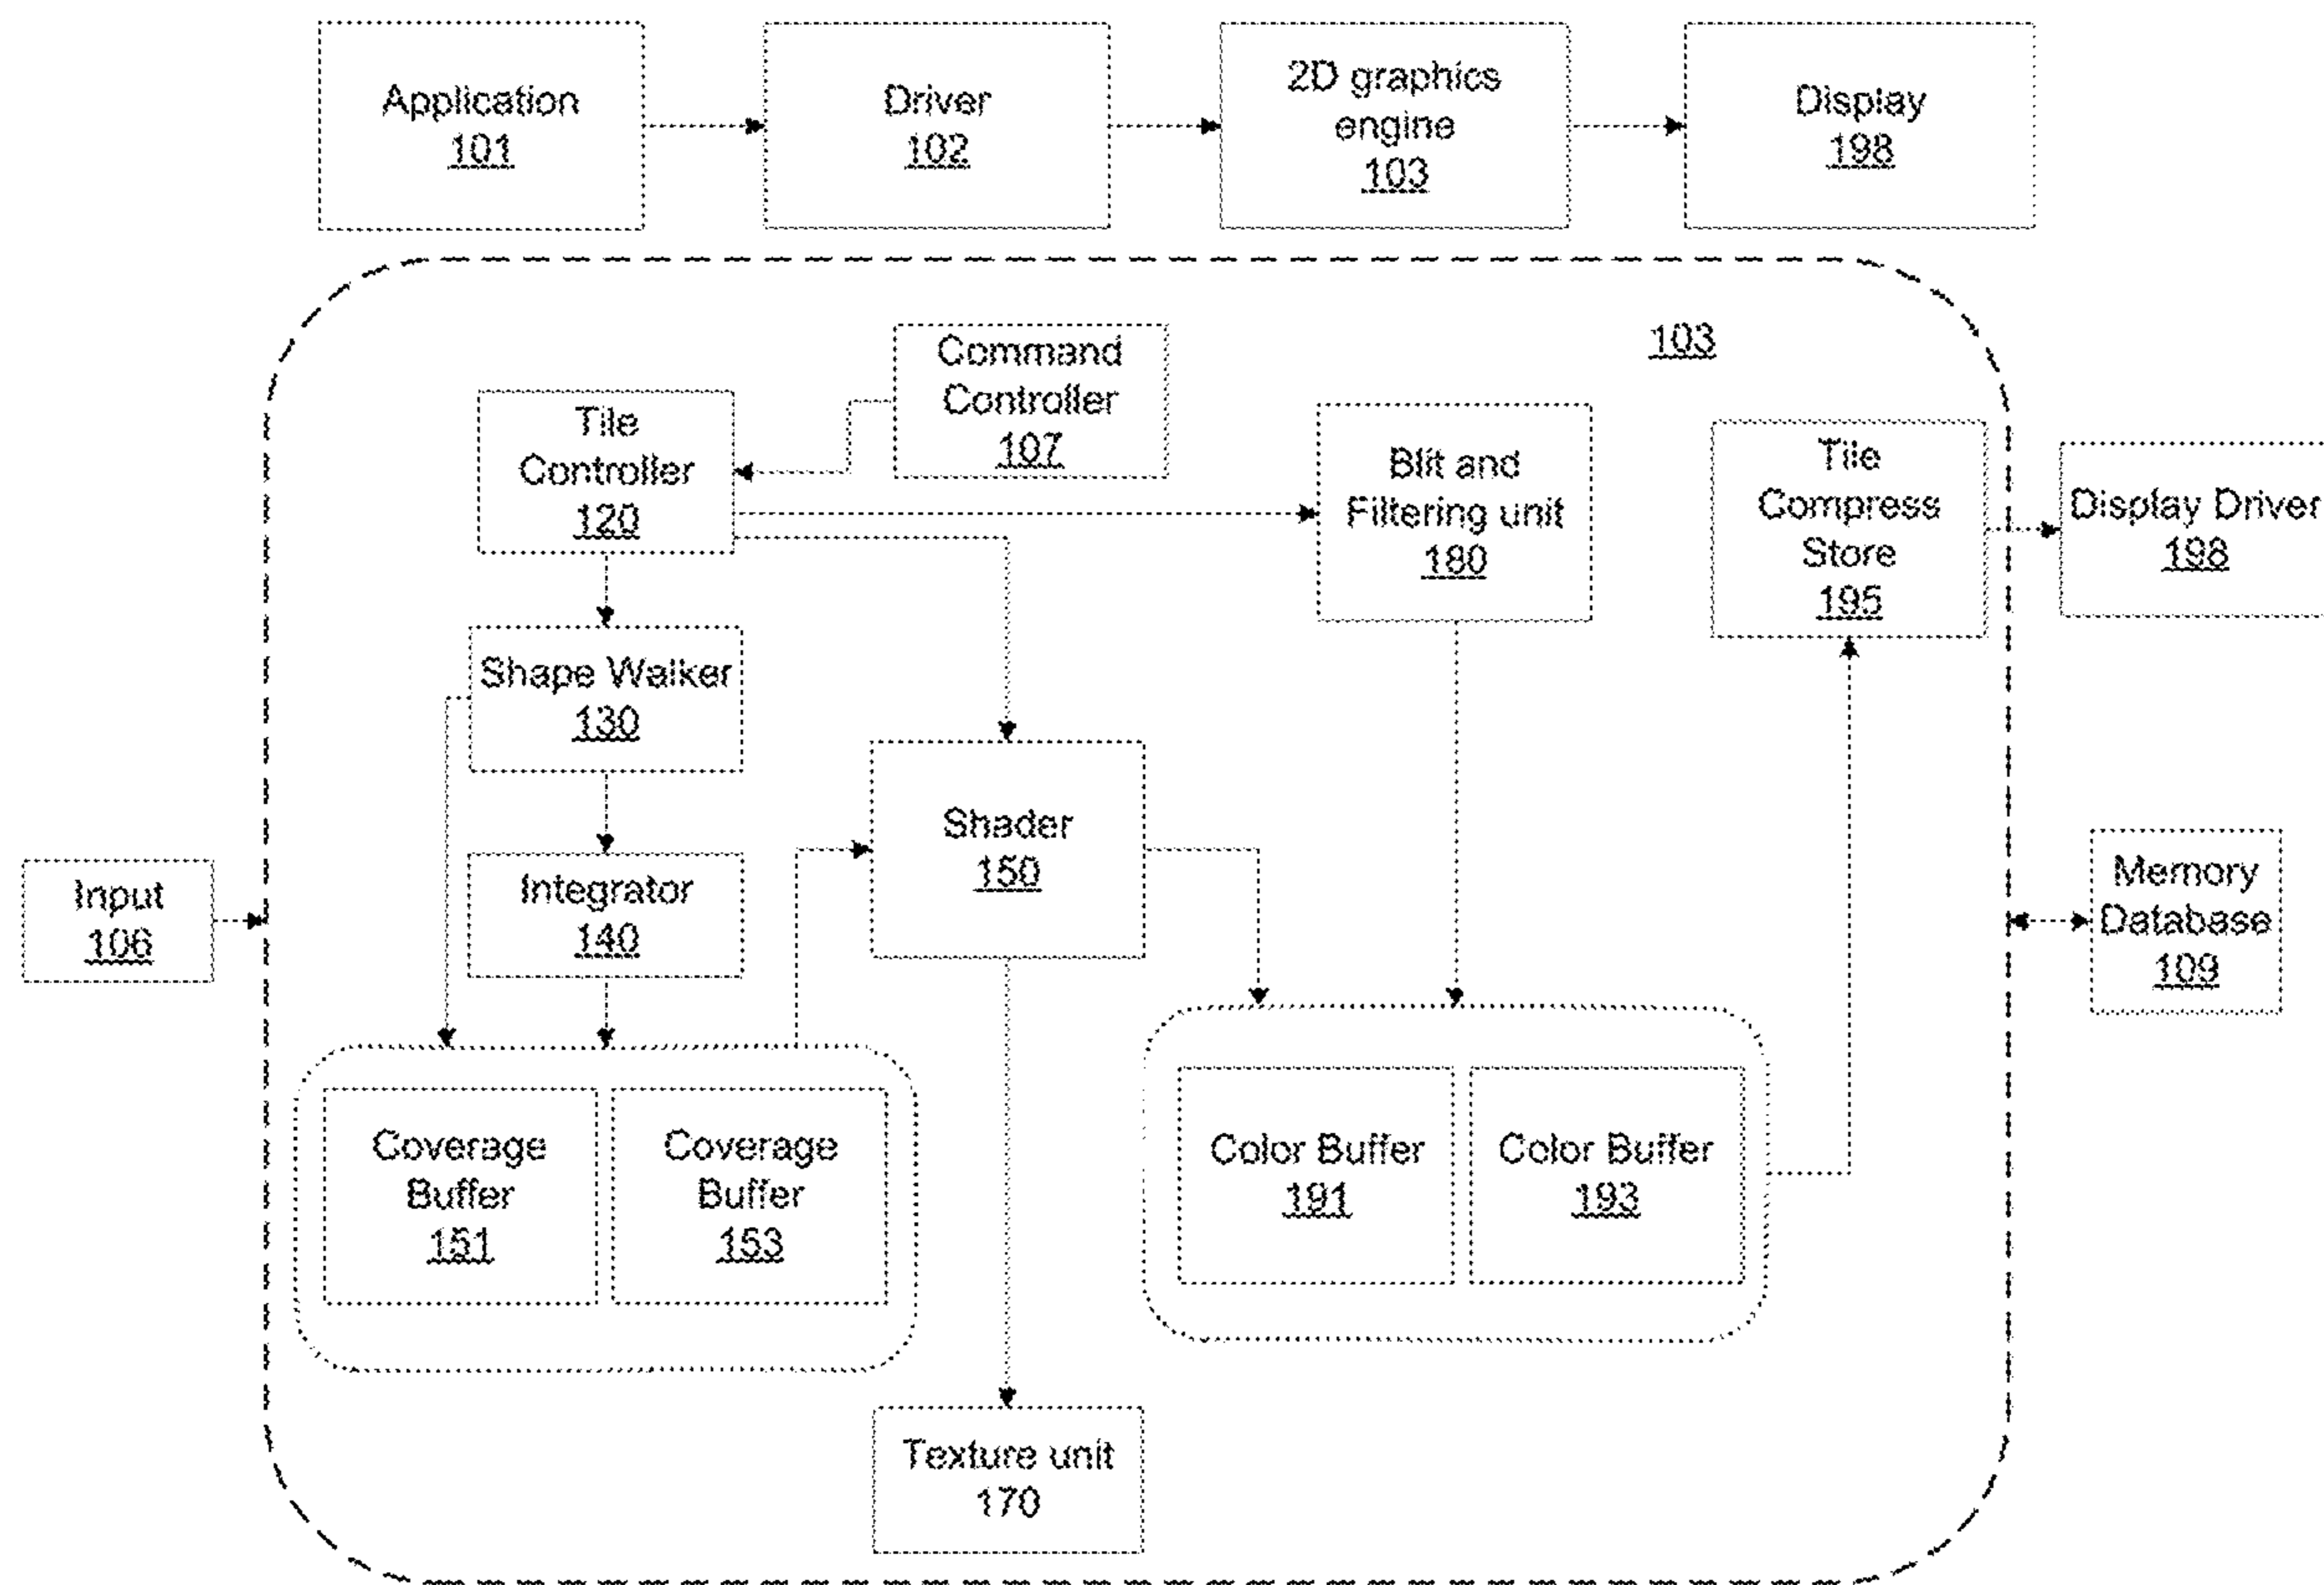 Application
101
Driver
102
2D graphics
engine
103
Display
198
103
Command
Controller
107
Tile
Controller
120
Blit and
Filtering unit
180
Tile
Compress
Store
195
Display Driver
198
Shape Walker
130
Shader
150
Integrator
140
Input
106
Memory
Database
109
Coverage
Buffer
151
Coverage
Buffer
153
Color Buffer
191
Color Buffer
193
Texture unit
170